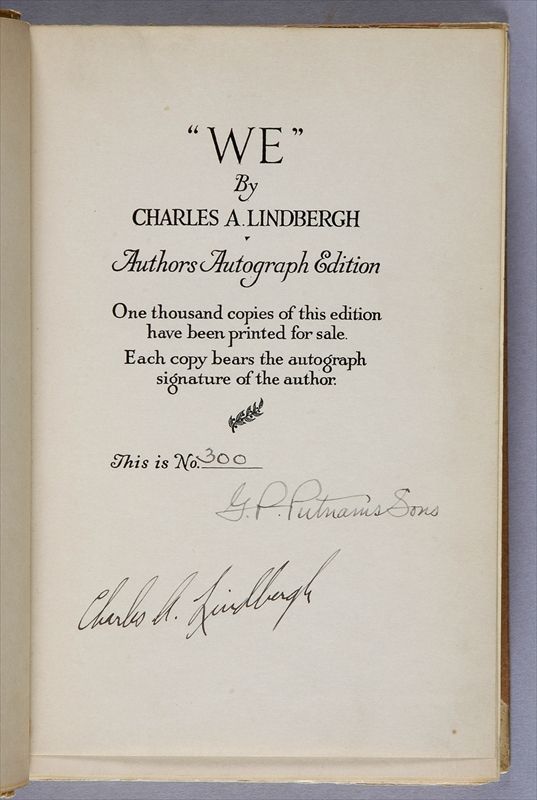 "WE"
By
CHARLES A. LINDBERGH
Authors Autograph Edition
One thousand copies of this edition
have been printed for sale.
Each copy bears the autograph
signature of the author.
This is No. 300
G. P. Putnam's Sons
Charles A. Lindbergh